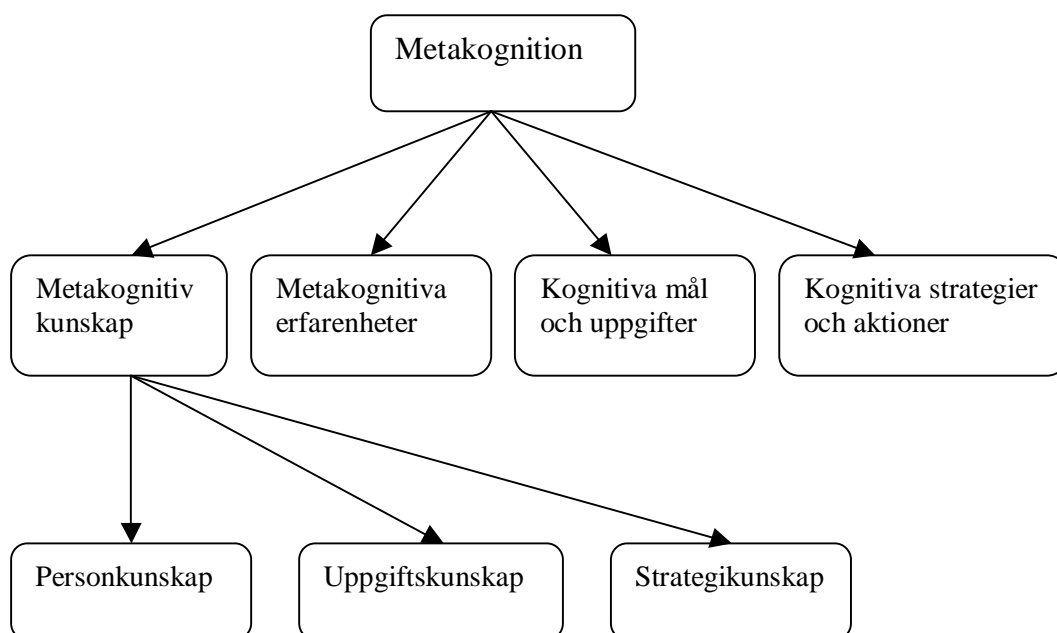 Metakognition
Metakognitiv
kunskap
Metakognitiva
erfarenheter
Kognitiva mål
och uppgifter
Kognitiva strategier
och aktioner
Personkunskap
Uppgiftskunskap
Strategikunskap